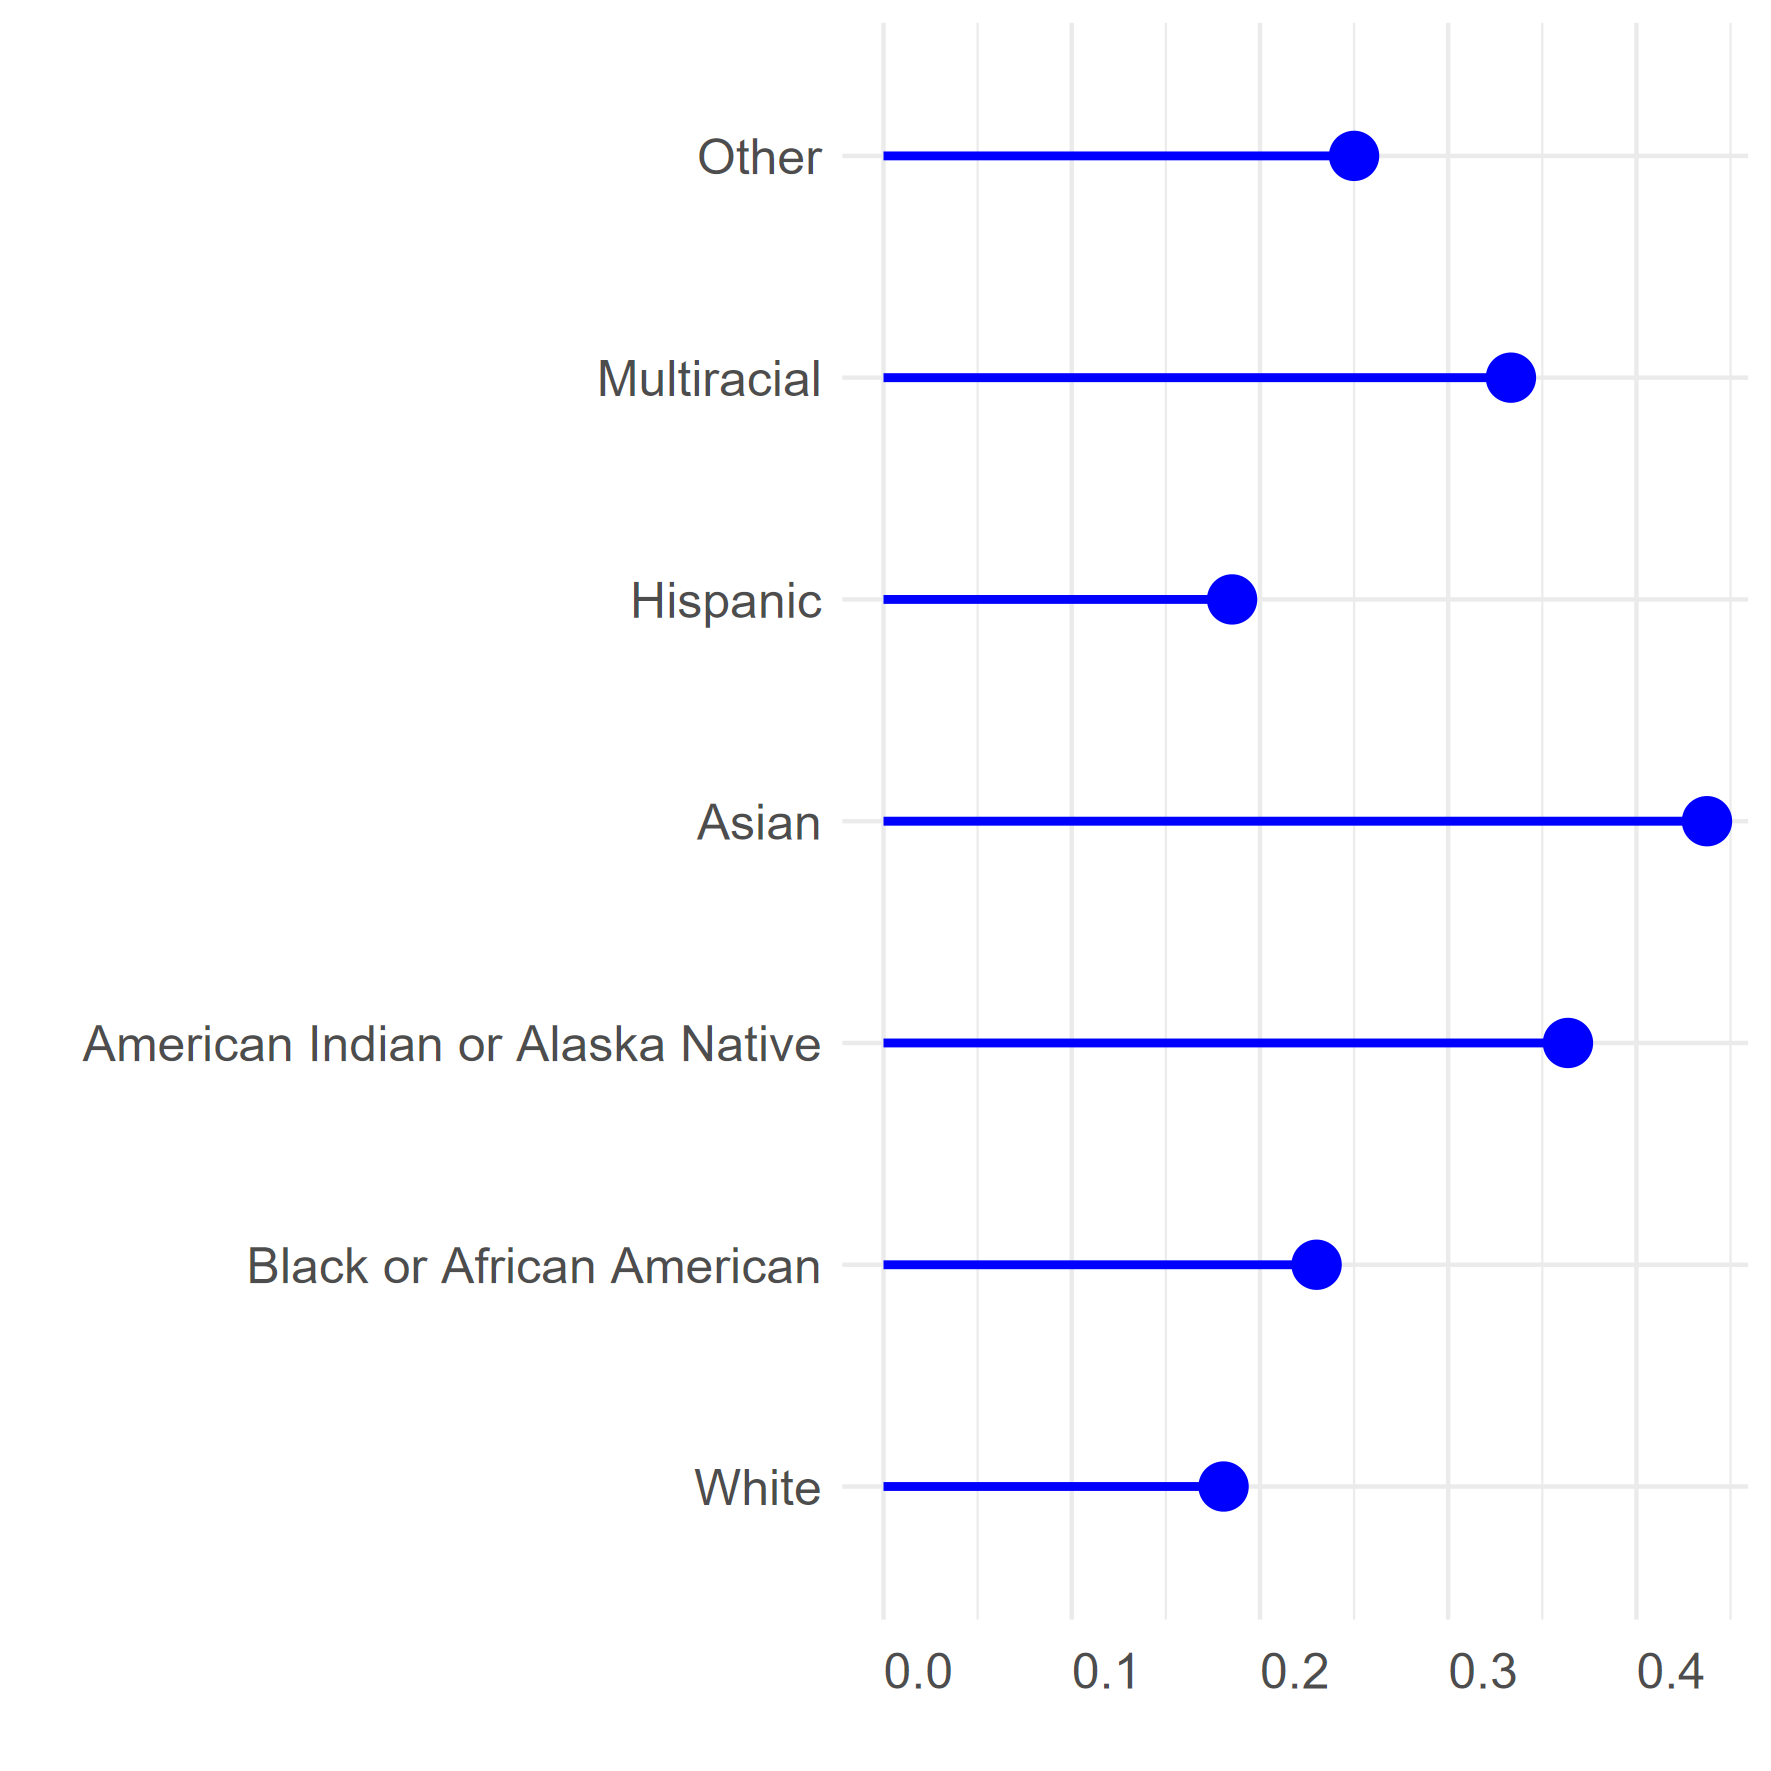 Other
Multiracial
Hispanic
Asian
American Indian or Alaska Native
Black or African American
White
0.0 0.1 0.2 0.3 0.4